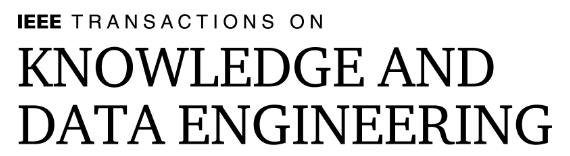 IEEE TRANSACTIONS ON
KNOWLEDGE AND
DATA ENGINEERING